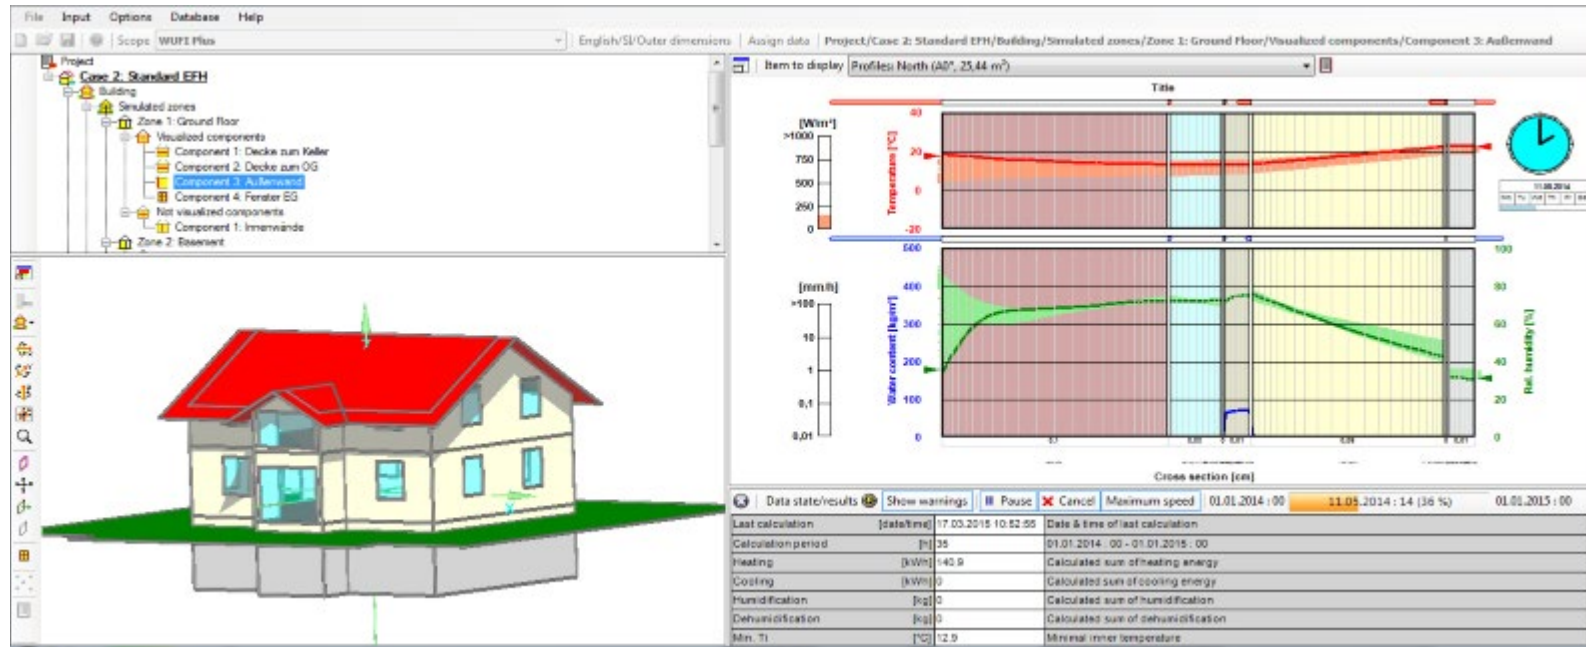 File Input Options Database Help
Scope WUFI Plus English/SI/Outer dimensions Assign data Project/Case 2: Standard EFH/Building/Simulated zones/Zone 1: Ground Floor/Visualized components/Component 3: Außenwand
Project
Case 2: Standard EFH
Building
Simulated zones
Zone 1: Ground floor
Visualized components
Component 1: Decke zum Keller
Component 2: Decke zum OG
Component 3: Außenwand
Component 4: Fenster EG
Not visualized components
Component 1: Innenwände
Zone 2: Basement
Item to display Profiles: North (A0°, 25,44 m²)
Title
[W/m²]
>1000
750
500
250
0
Temperature [°C]
40
20
0
-20
11.05.2014
[mm/h]
>100
10
1
0,1
0,01
Water content [kg/m³]
500
400
300
200
100
0
100
80
60
40
20
0
Rel. humidity [%]
Cross section [cm]
Data state/results Show warnings Pause Cancel Maximum speed 01.01.2014 : 00 11.05.2014 : 14 (36 %) 01.01.2015 : 00
Last calculation [date/time] 17.03.2015 10:52:55 Date & time of last calculation
Calculation period [h] 35 01.01.2014 : 00 - 01.01.2015 : 00
Heating [kWh] 140,9 Calculated sum of heating energy
Cooling [kWh] 0 Calculated sum of cooling energy
Humidification [kg] 0 Calculated sum of humidification
Dehumidification [kg] 0 Calculated sum of dehumidification
Min. Ti [°C] 12,9 Minimal inner temperature